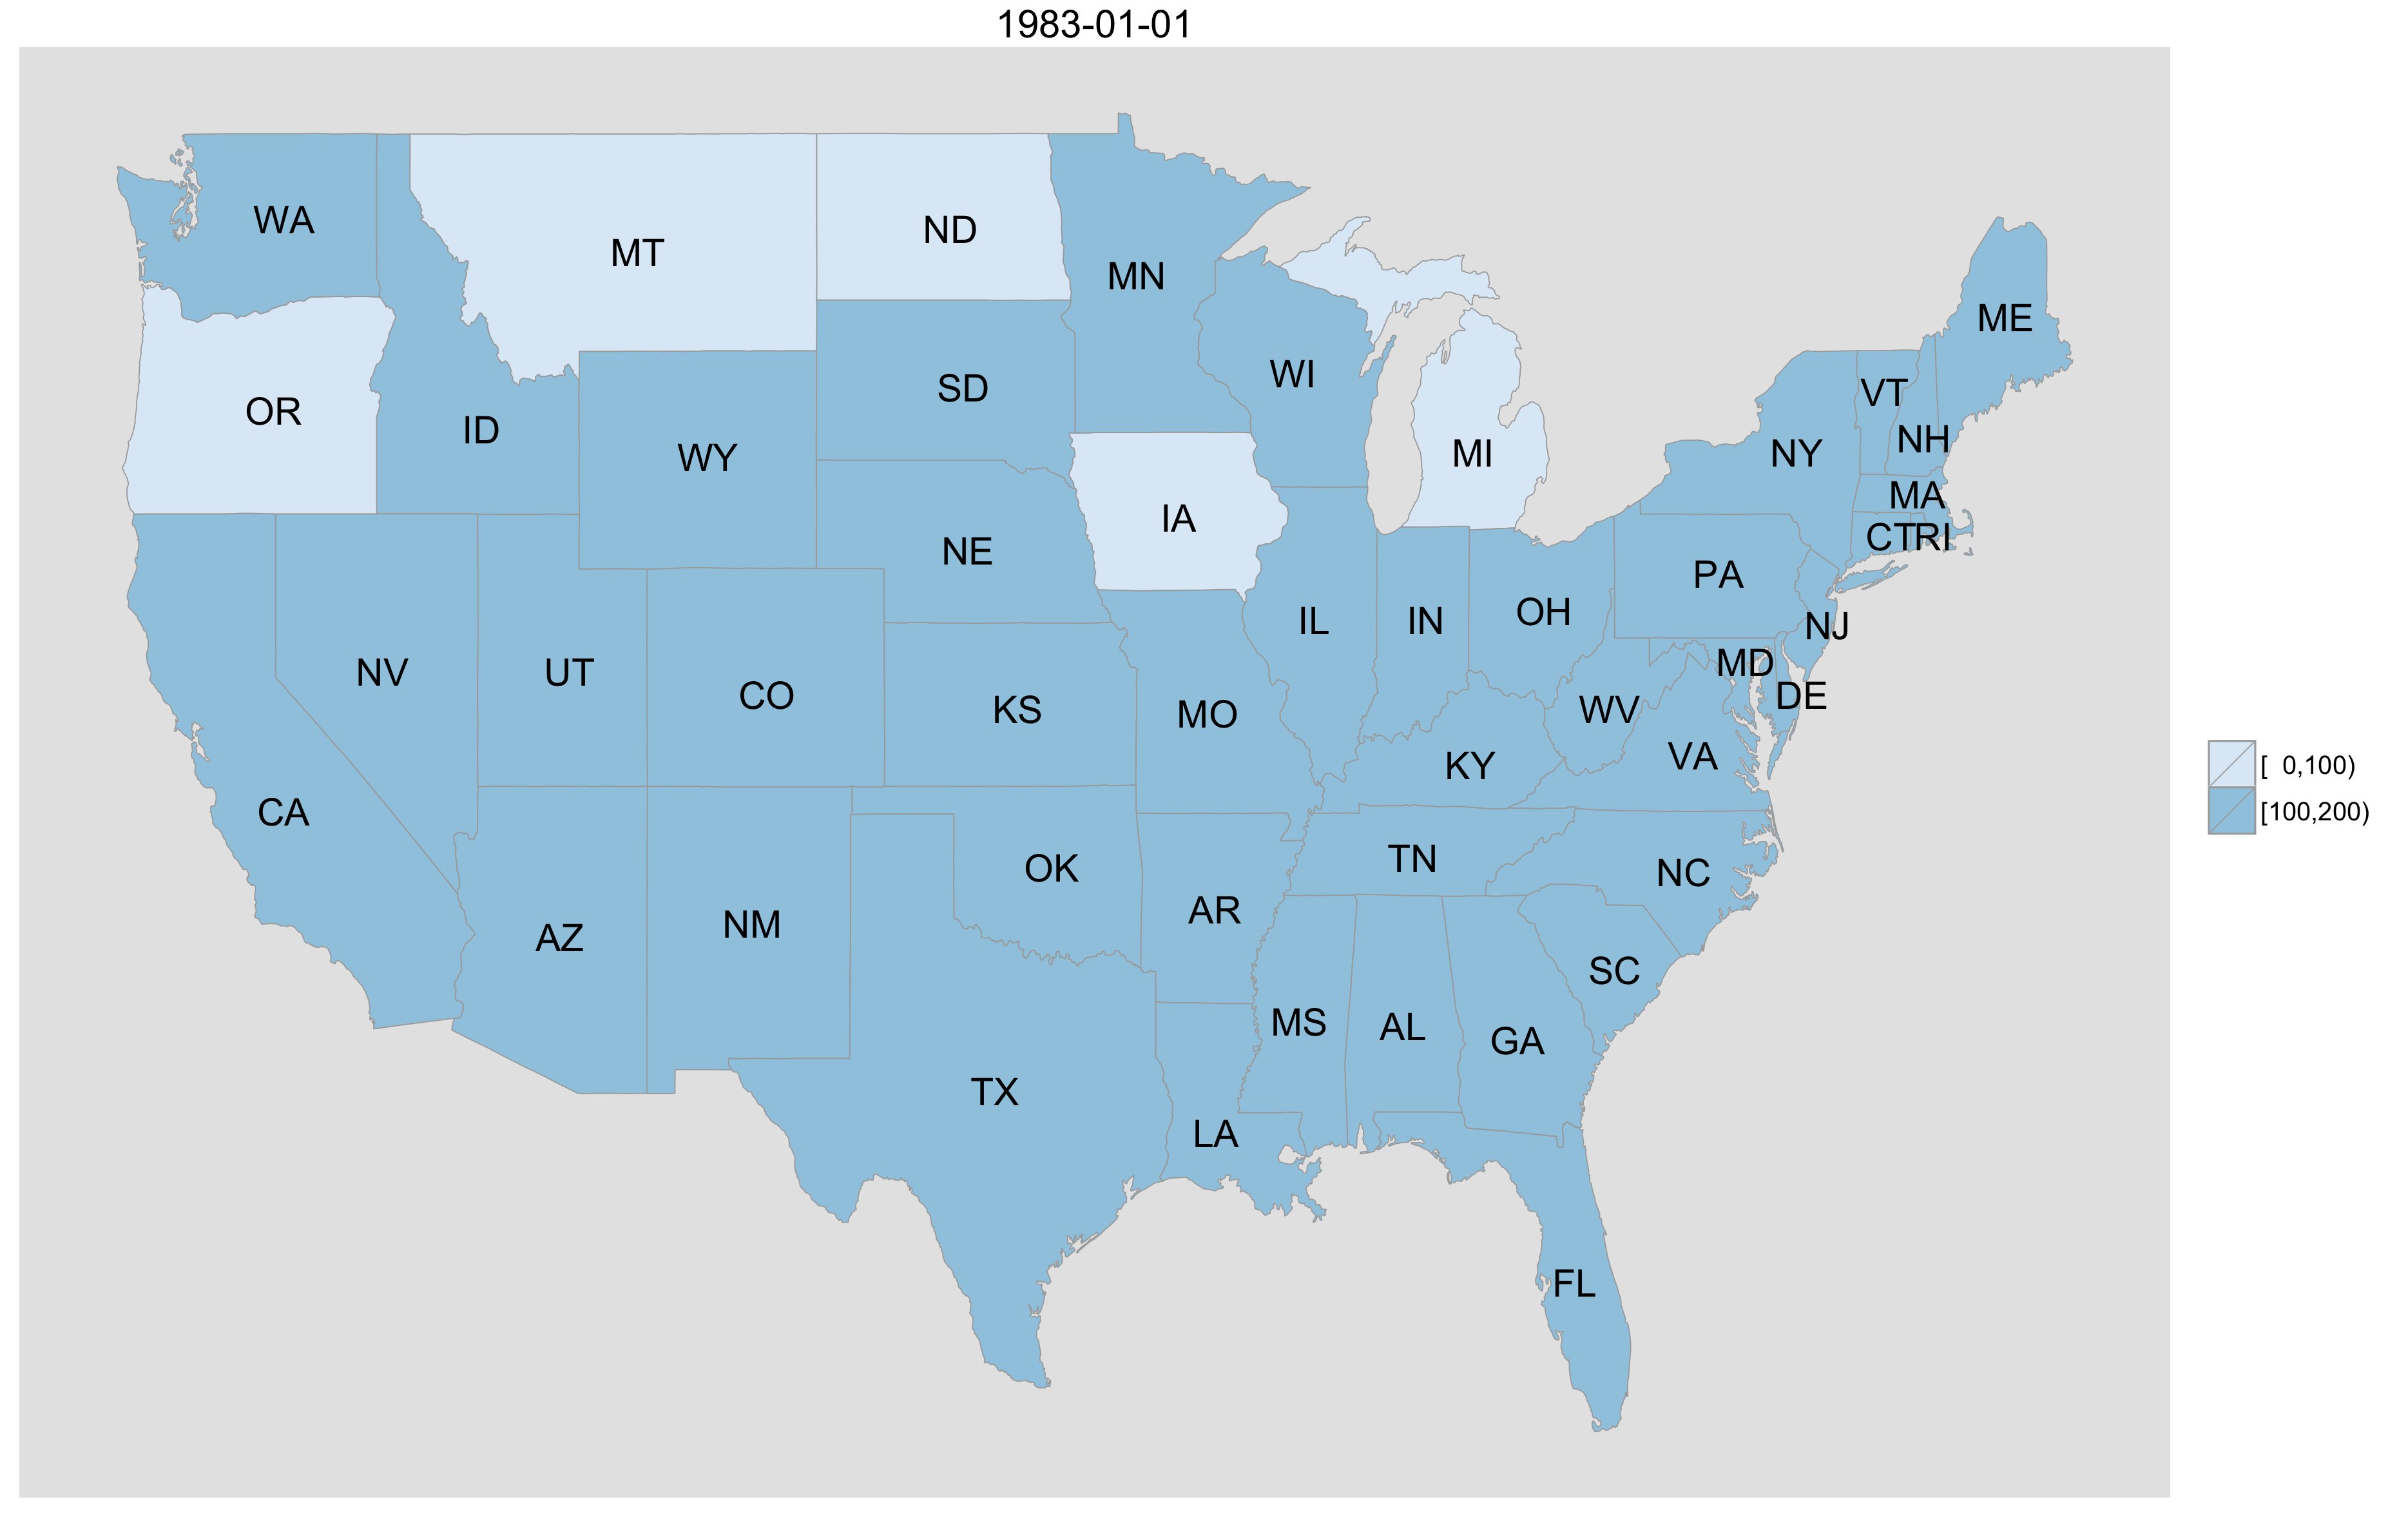 1983-01-01
WA
MT
ND
MN
ME
OR
ID
WY
SD
WI
MI
NY
VT
NH
MA
CT
RI
IA
NE
PA
NJ
NV
UT
CO
KS
MO
IL
IN
OH
WV
MD
DE
VA
KY
CA
AZ
NM
OK
AR
TN
NC
SC
MS
AL
GA
TX
LA
FL
[ 0,100)
[100,200)